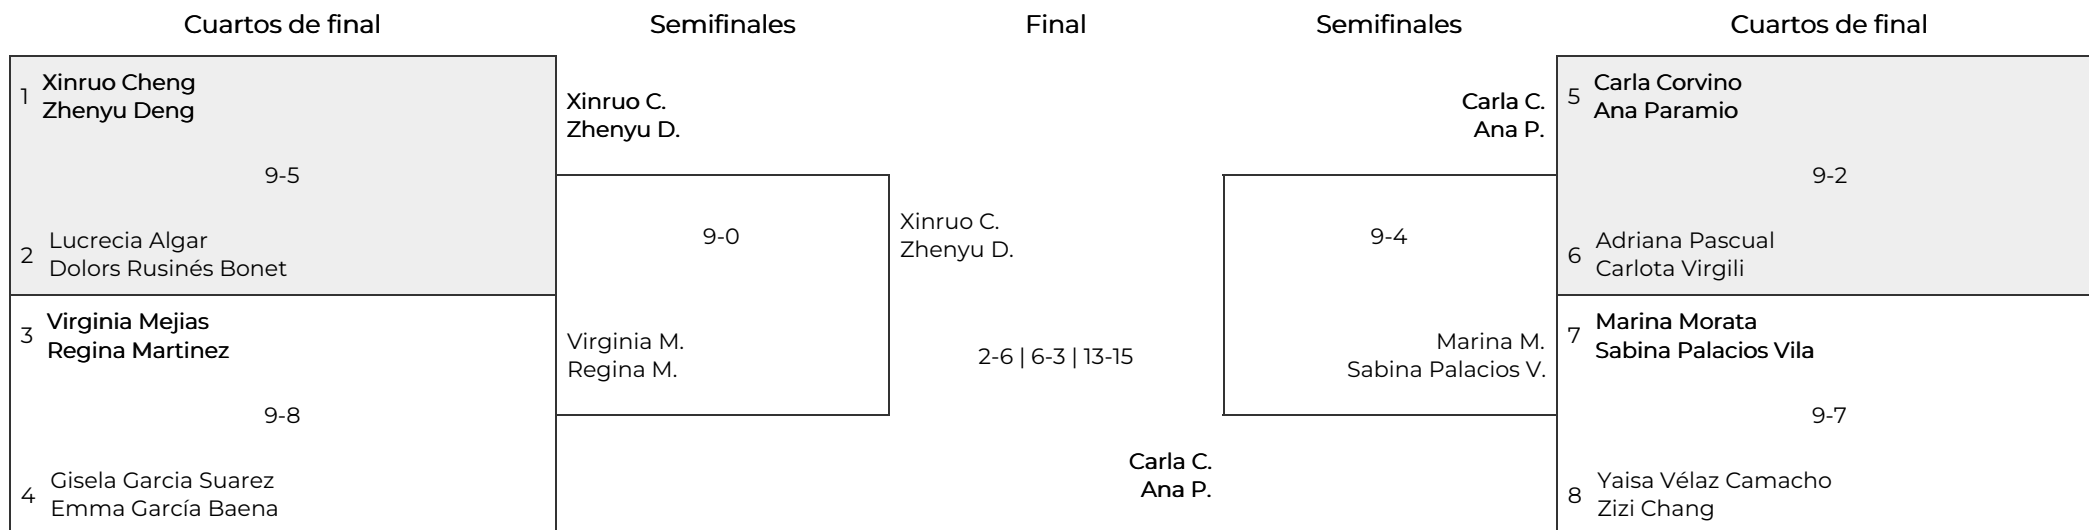 Cuartos de final
Semifinales
Final
Semifinales
Cuartos de final
1
Xinruo Cheng
Zhenyu Deng
9-5
2
Lucrecia Algar
Dolors Rusinés Bonet
3
Virginia Mejias
Regina Martinez
9-8
4
Gisela Garcia Suarez
Emma García Baena
Xinruo C.
Zhenyu D.
9-0
Virginia M.
Regina M.
Xinruo C.
Zhenyu D.
2-6 | 6-3 | 13-15
Carla C.
Ana P.
Carla C.
Ana P.
9-4
Marina M.
Sabina Palacios V.
5
Carla Corvino
Ana Paramio
9-2
6
Adriana Pascual
Carlota Virgili
7
Marina Morata
Sabina Palacios Vila
9-7
8
Yaisa Vélaz Camacho
Zizi Chang